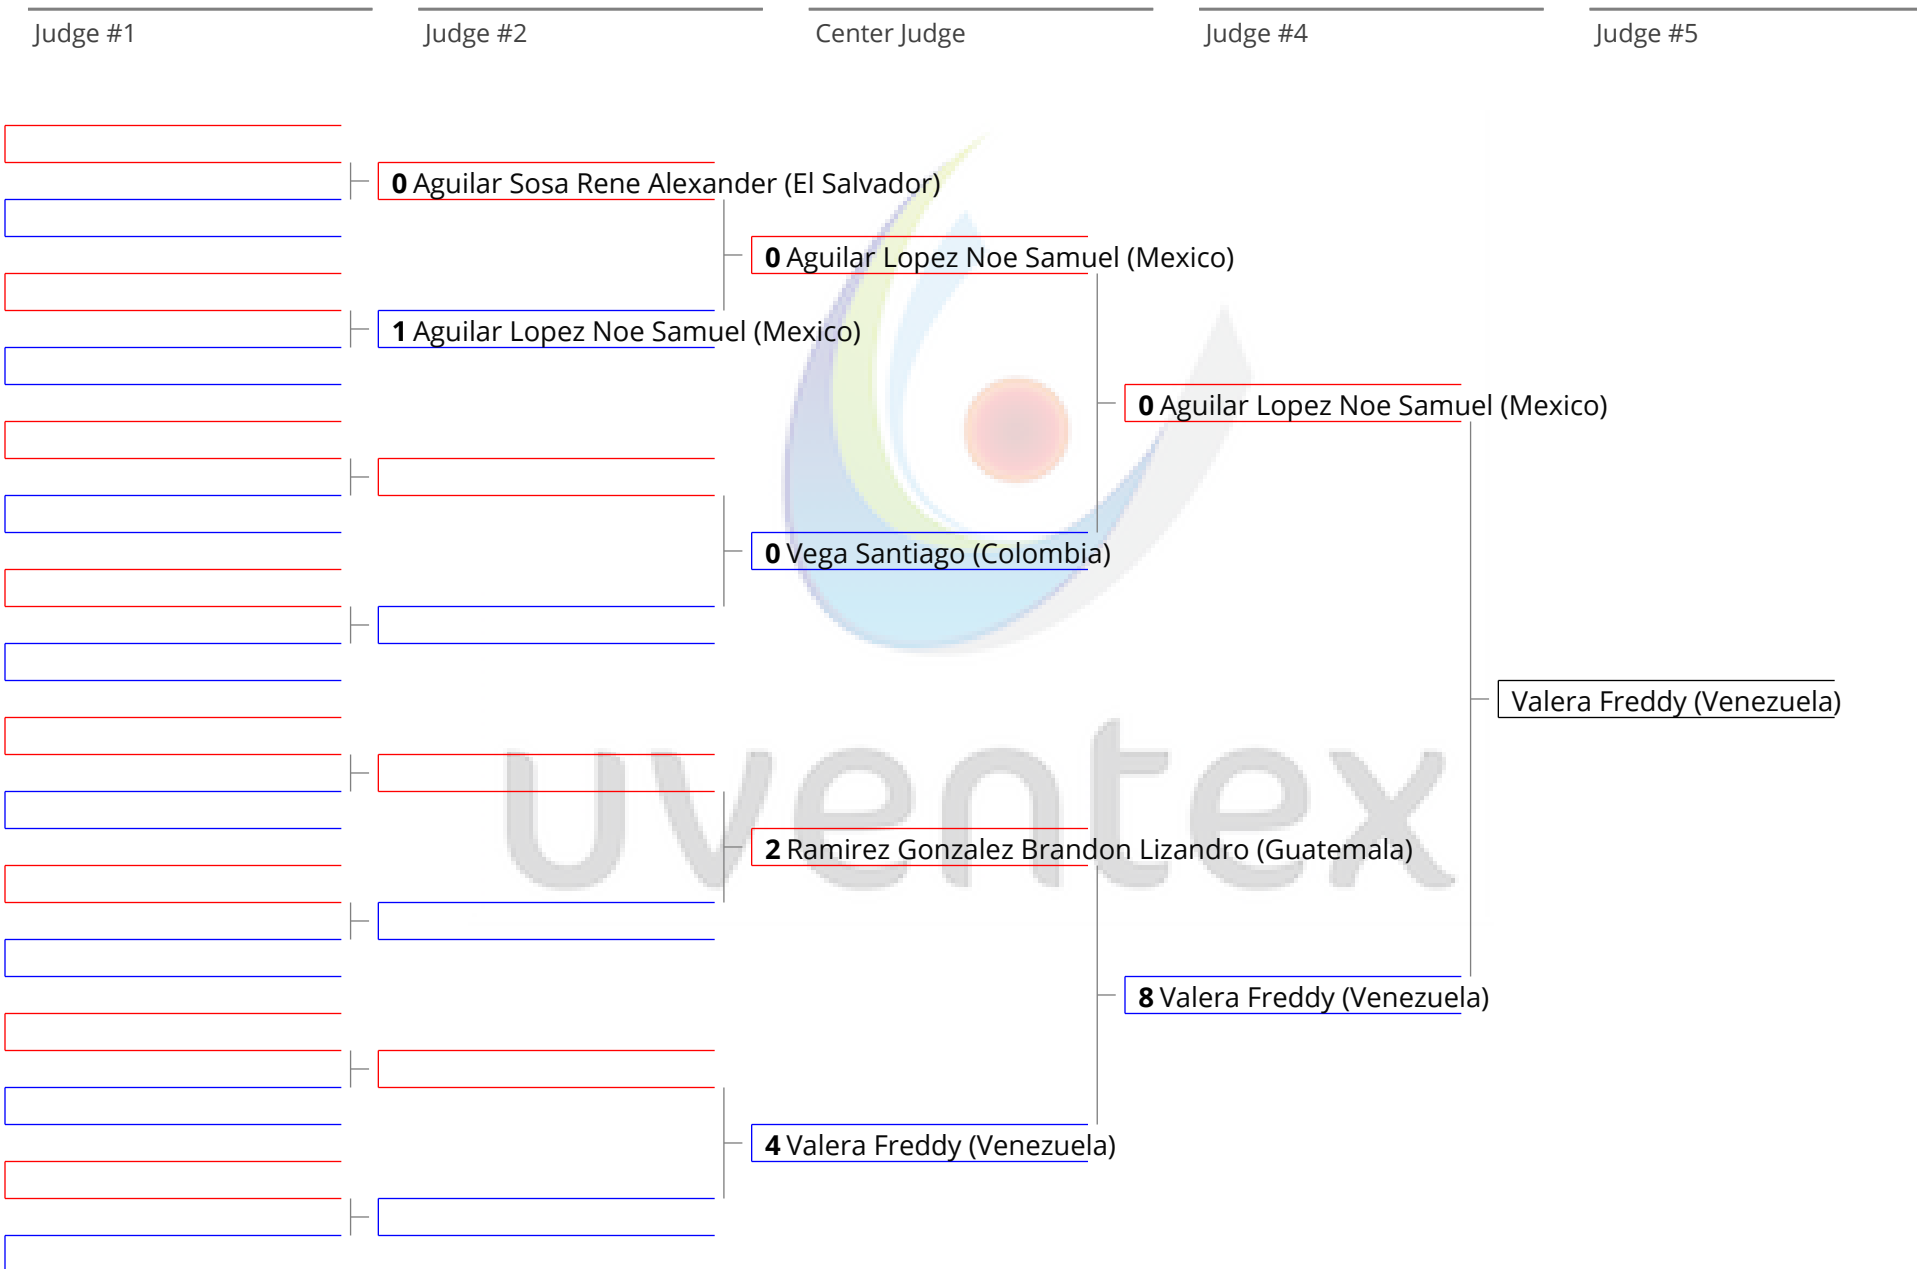 Judge #1 Judge #2 Center Judge Judge #4 Judge #5
0 Aguilar Sosa Rene Alexander (El Salvador)
0 Aguilar Lopez Noe Samuel (Mexico)
1 Aguilar Lopez Noe Samuel (Mexico)
0 Aguilar Lopez Noe Samuel (Mexico)
0 Vega Santiago (Colombia)
Valera Freddy (Venezuela)
uventex
2 Ramirez Gonzalez Brandon Lizandro (Guatemala)
8 Valera Freddy (Venezuela)
4 Valera Freddy (Venezuela)